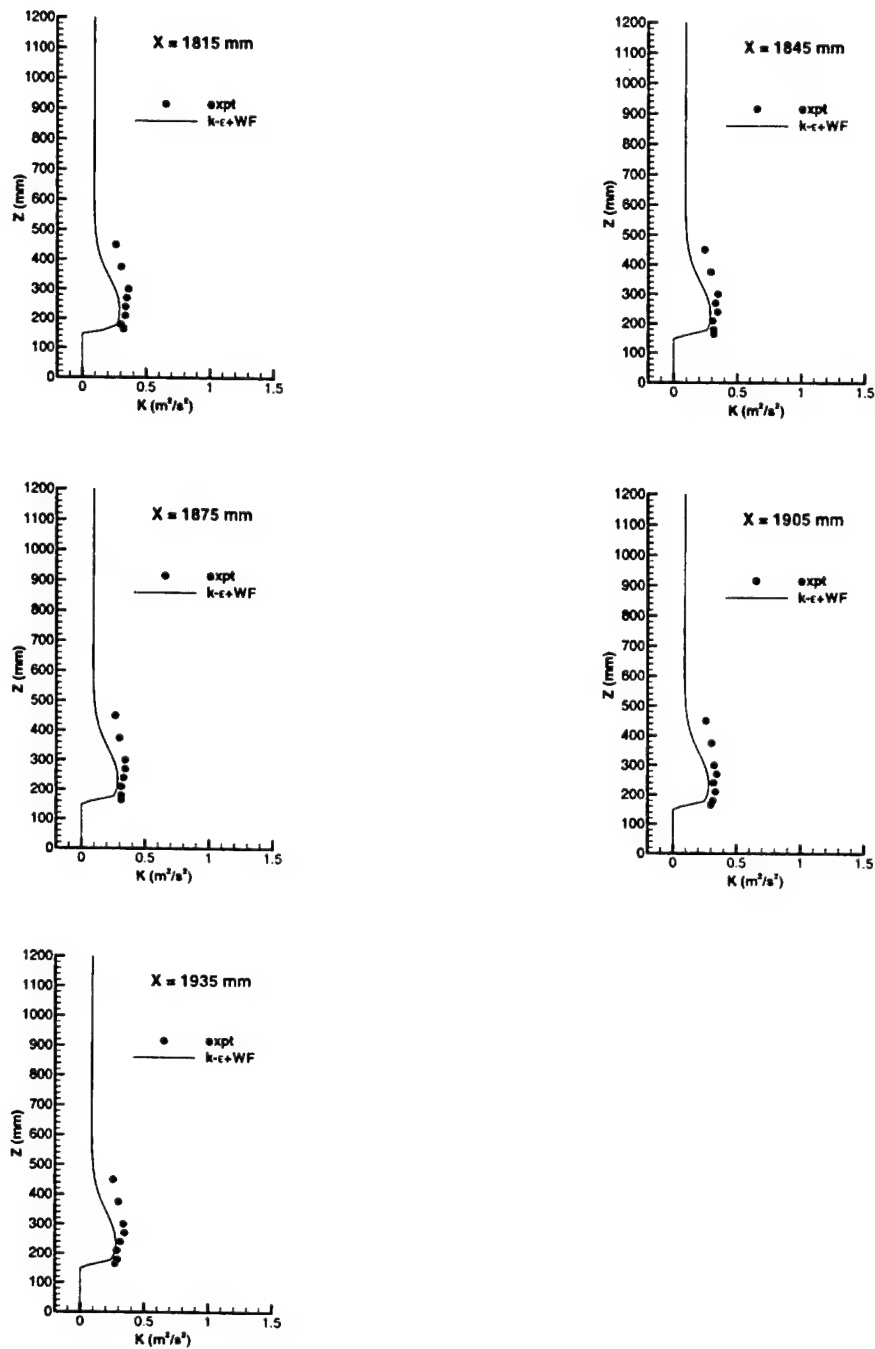 X = 1815 mm
expt
k-ε+WF
Z (mm)
1200
1100
1000
900
800
700
600
500
400
300
200
100
0
0 0.5 1 1.5
K (m²/s²)
X = 1845 mm
expt
k-ε+WF
Z (mm)
1200
1100
1000
900
800
700
600
500
400
300
200
100
0
0 0.5 1 1.5
K (m²/s²)
X = 1875 mm
expt
k-ε+WF
Z (mm)
1200
1100
1000
900
800
700
600
500
400
300
200
100
0
0 0.5 1 1.5
K (m²/s²)
X = 1905 mm
expt
k-ε+WF
Z (mm)
1200
1100
1000
900
800
700
600
500
400
300
200
100
0
0 0.5 1 1.5
K (m²/s²)
X = 1935 mm
expt
k-ε+WF
Z (mm)
1200
1100
1000
900
800
700
600
500
400
300
200
100
0
0 0.5 1 1.5
K (m²/s²)